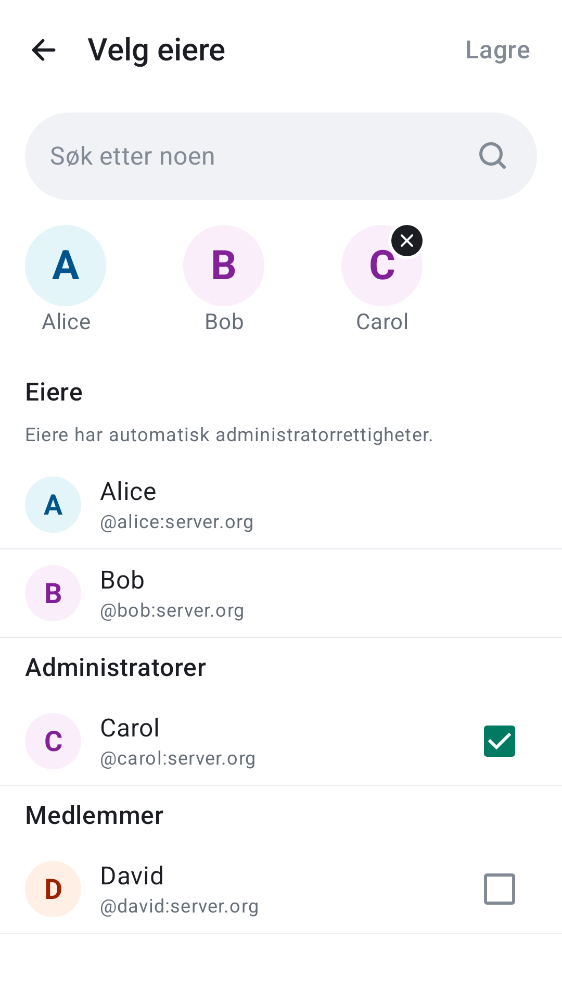 Velg eiere
Lagre
Søk etter noen
A
B
C
Alice
Bob
Carol
Eiere
Eiere har automatisk administratorrettigheter.
A
Alice
@alice:server.org
B
Bob
@bob:server.org
Administratorer
C
Carol
@carol:server.org
Medlemmer
D
David
@david:server.org